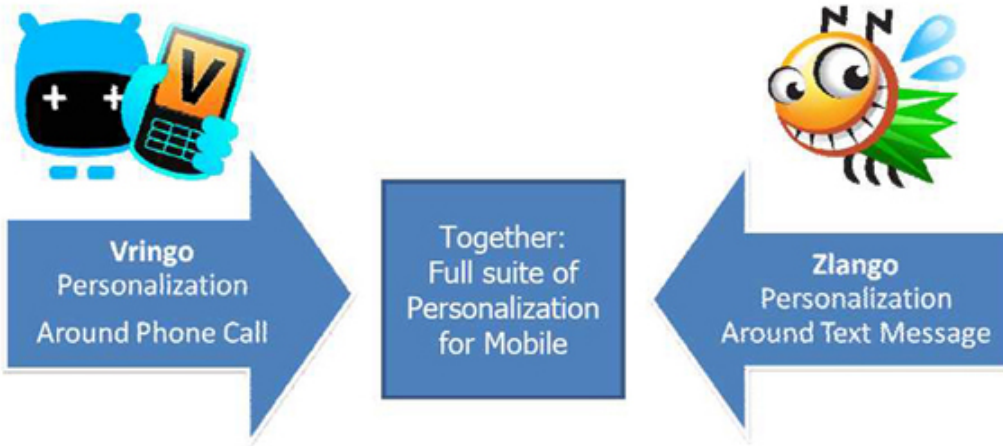 V
Vringo
Personalization
Around Phone Call
Together:
Full suite of
Personalization
for Mobile
Zlango
Personalization
Around Text Message